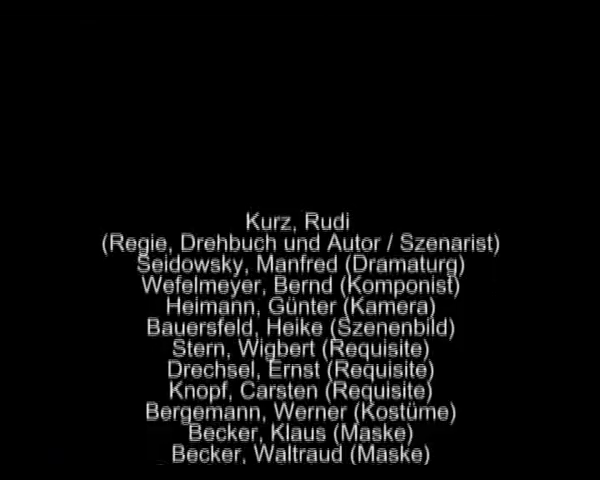 Kurz, Rudi
(Regie, Drehbuch und Autor / Szenarist)
Seidowsky, Manfred (Dramaturg)
Wefelmeyer, Bernd (Komponist)
Heimann, Günter (Kamera)
Bauersfeld, Heike (Szenenbild)
Stern, Wigbert (Requisite)
Drechsel, Ernst (Requisite)
Knopf, Carsten (Requisite)
Bergemann, Werner (Kostüme)
Becker, Klaus (Maske)
Becker, Waltraud (Maske)